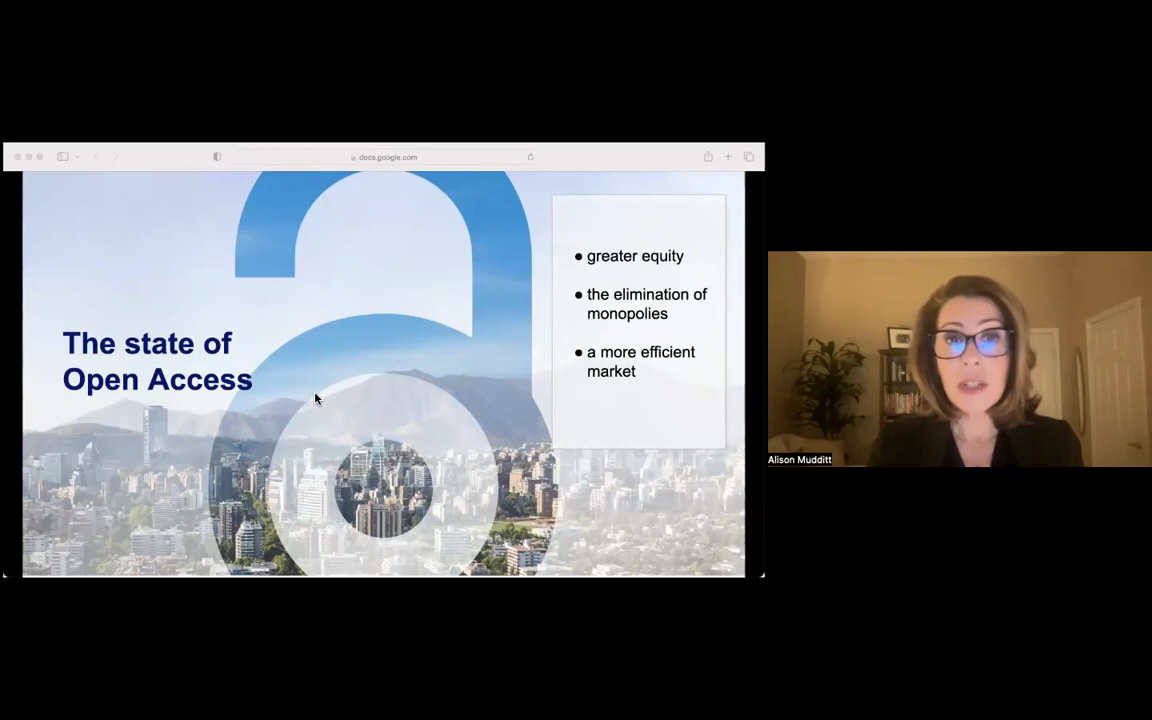 docs.google.com
The state of
Open Access
● greater equity
● the elimination of
monopolies
● a more efficient
market
Alison Mudditt